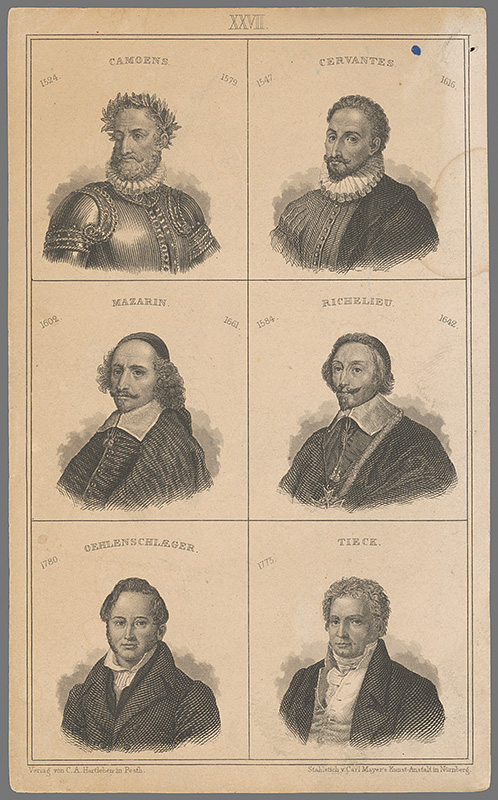 XXVII.
CAMOENS.
1524. 1579.
CERVANTES
1547. 1616.
MAZARIN.
1602. 1661.
RICHELIEU.
1584. 1642.
OEHLENSCHLÆGER.
1780.
TIECK.
1773.
Verlag von C. A. Hartleben in Pesth.
Stahlstich v. Carl Mayer's Kunst-Anstalt in Nürnberg.